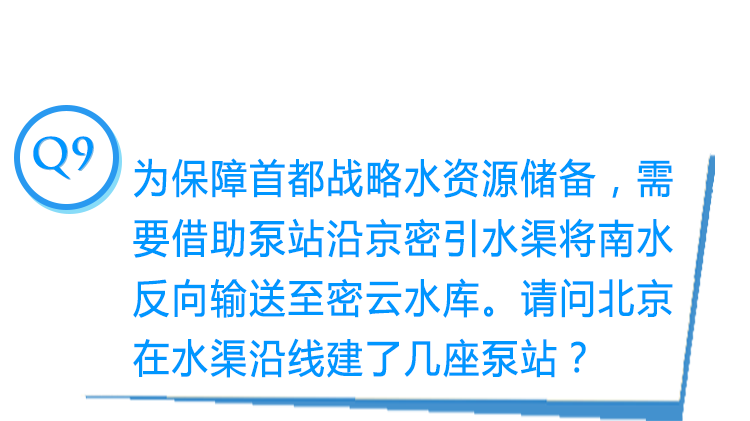 Q9
为保障首都战略水资源储备，需
要借助泵站沿京密引水渠将南水
反向输送至密云水库。请问北京
在水渠沿线建了几座泵站？